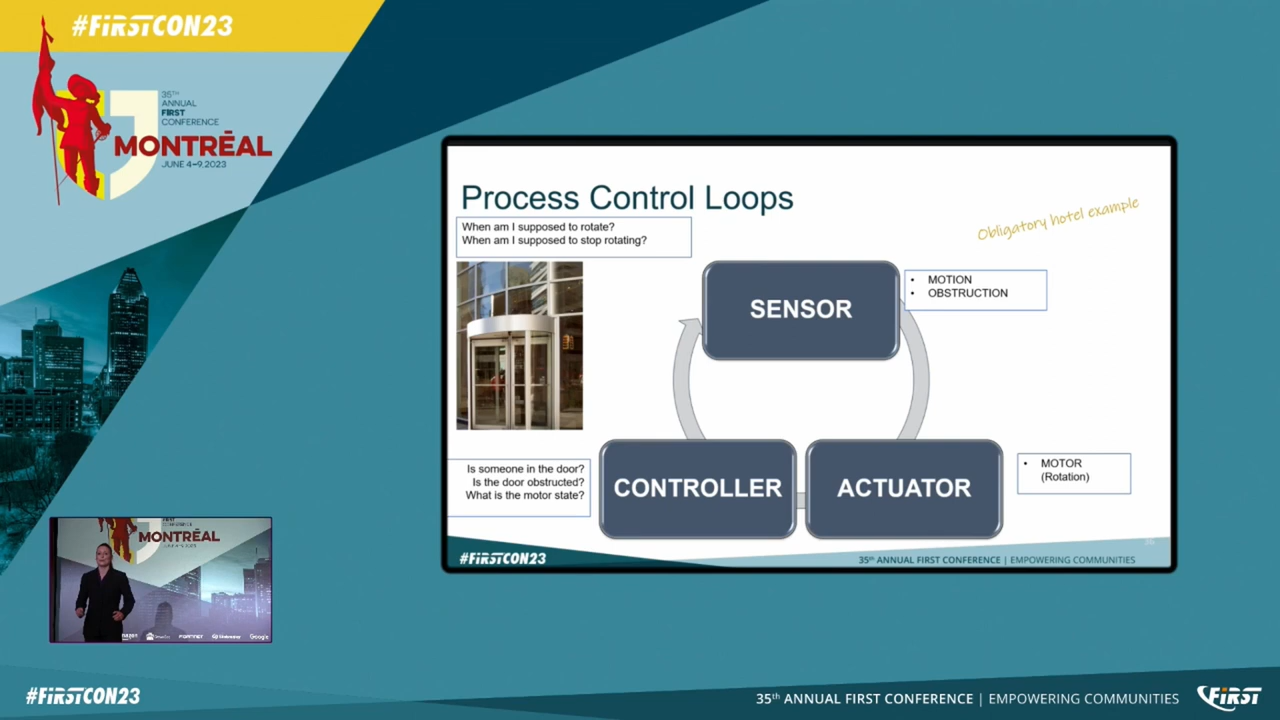 #FIRSTCON23
35TH
ANNUAL
FIRST
CONFERENCE
MONTRĒAL
JUNE 4–9, 2023
Process Control Loops
Obligatory hotel example
When am I supposed to rotate?
When am I supposed to stop rotating?
SENSOR
• MOTION
• OBSTRUCTION
Is someone in the door?
Is the door obstructed?
What is the motor state?
CONTROLLER
ACTUATOR
• MOTOR
(Rotation)
#FIRSTCON23
35th ANNUAL FIRST CONFERENCE | EMPOWERING COMMUNITIES
MONTRĒAL
Google
#FIRSTCON23
35th ANNUAL FIRST CONFERENCE | EMPOWERING COMMUNITIES
FIRST